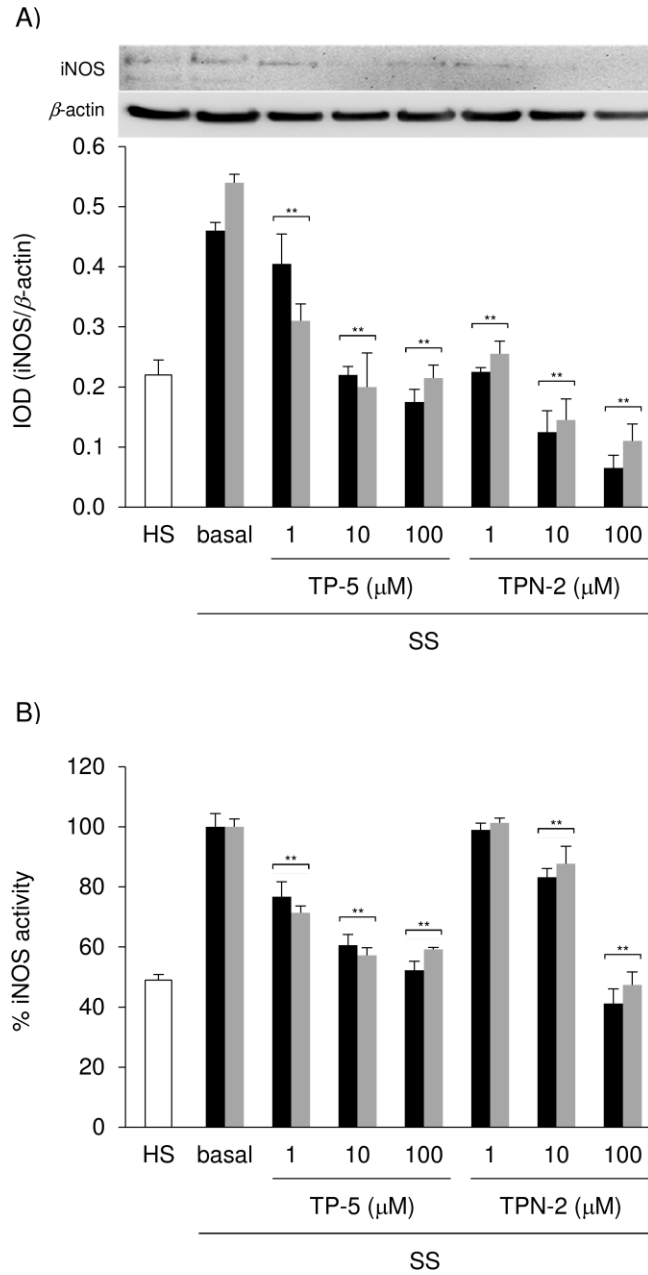 A)
iNOS
β-actin
IOD (iNOS/β-actin)
0.6
0.5
0.4
0.3
0.2
0.1
0.0
**
**
**
**
**
**
HS basal 1 10 100 1 10 100
TP-5 (μM) TPN-2 (μM)
SS
B)
% iNOS activity
120
100
80
60
40
20
0
**
**
**
**
**
HS basal 1 10 100 1 10 100
TP-5 (μM) TPN-2 (μM)
SS